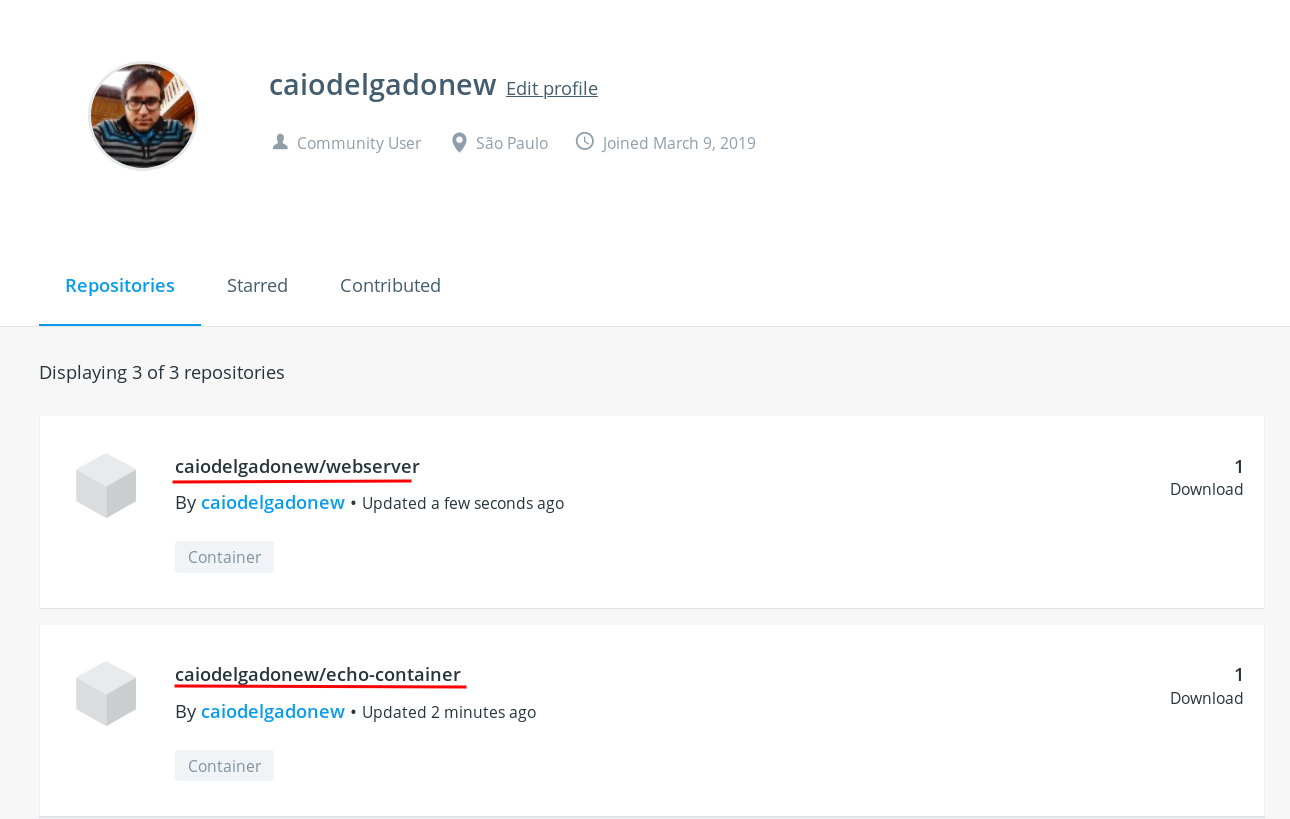 caiodelgadonew Edit profile
Community User São Paulo Joined March 9, 2019
Repositories Starred Contributed
Displaying 3 of 3 repositories
caiodelgadonew/webserver
1
By caiodelgadonew • Updated a few seconds ago
Download
Container
caiodelgadonew/echo-container
1
By caiodelgadonew • Updated 2 minutes ago
Download
Container